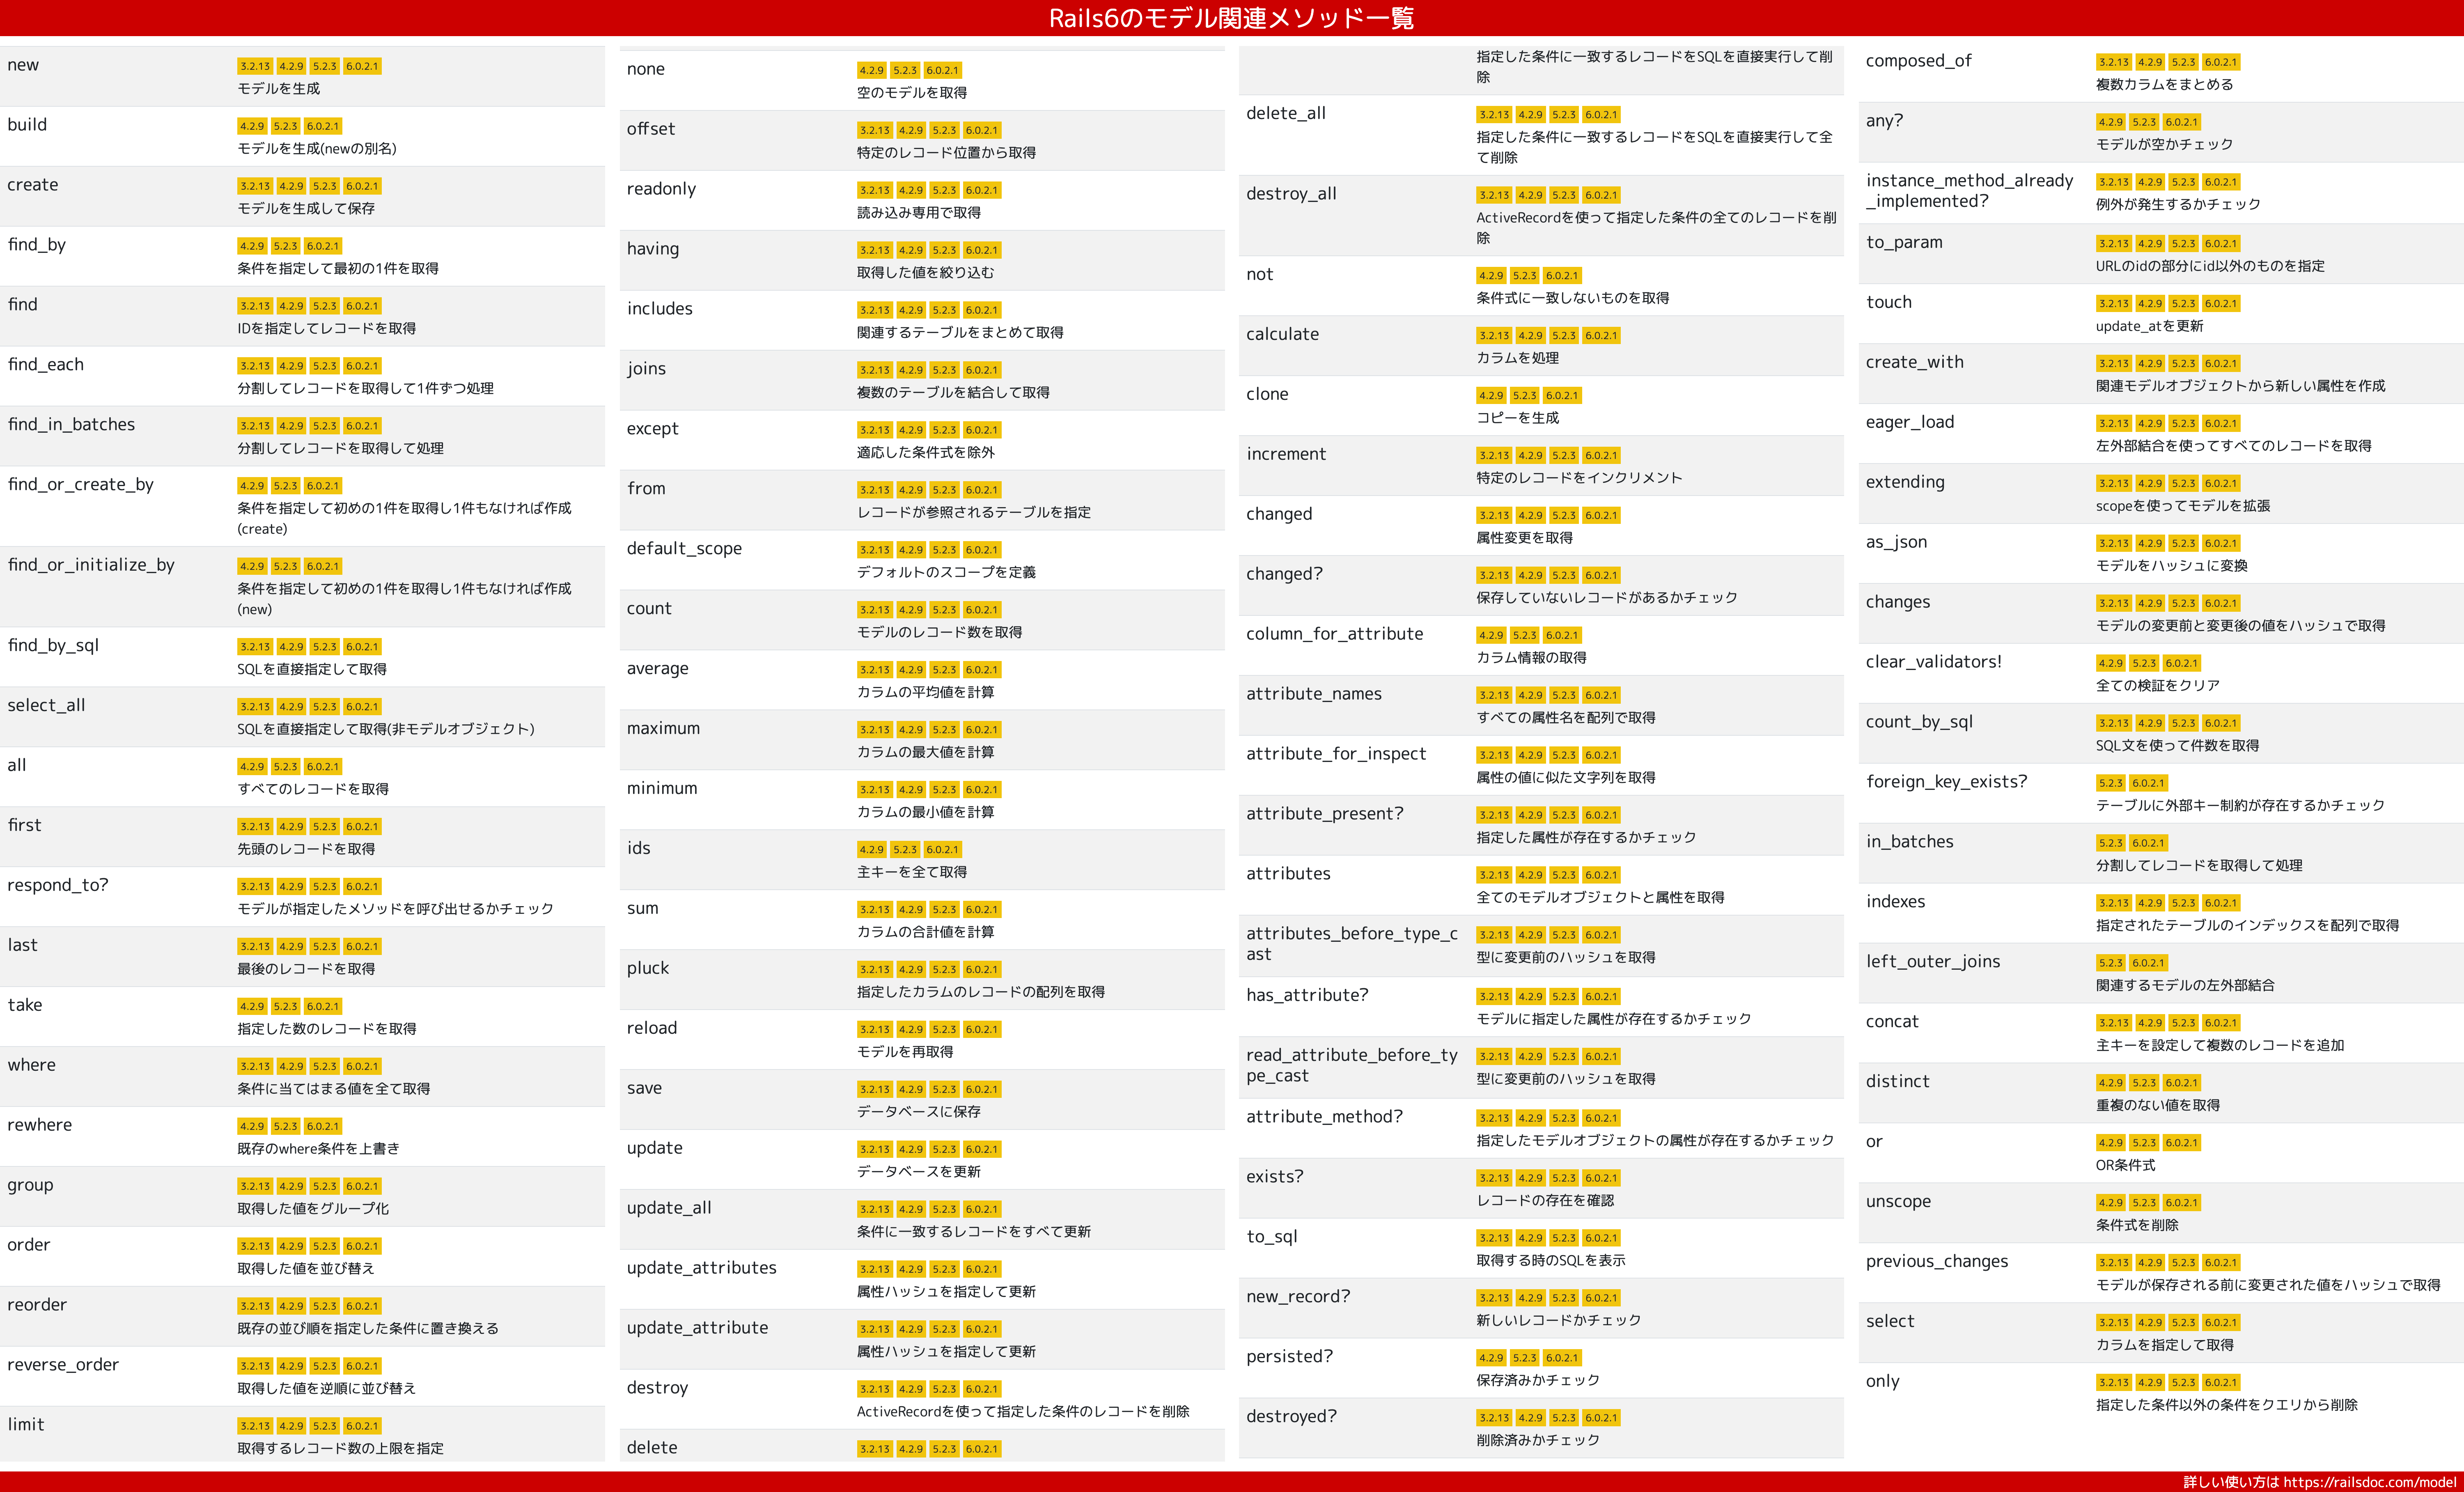 Rails6のモデル関連メソッド一覧
new
3.2.13 4.2.9 5.2.3 6.0.2.1
モデルを生成
build
4.2.9 5.2.3 6.0.2.1
モデルを生成(newの別名)
create
3.2.13 4.2.9 5.2.3 6.0.2.1
モデルを生成して保存
find_by
4.2.9 5.2.3 6.0.2.1
条件を指定して最初の1件を取得
find
3.2.13 4.2.9 5.2.3 6.0.2.1
IDを指定してレコードを取得
find_each
3.2.13 4.2.9 5.2.3 6.0.2.1
分割してレコードを取得して1件ずつ処理
find_in_batches
3.2.13 4.2.9 5.2.3 6.0.2.1
分割してレコードを取得して処理
find_or_create_by
4.2.9 5.2.3 6.0.2.1
条件を指定して初めの1件を取得し1件もなければ作成
(create)
find_or_initialize_by
4.2.9 5.2.3 6.0.2.1
条件を指定して初めの1件を取得し1件もなければ作成
(new)
find_by_sql
3.2.13 4.2.9 5.2.3 6.0.2.1
SQLを直接指定して取得
select_all
3.2.13 4.2.9 5.2.3 6.0.2.1
SQLを直接指定して取得(非モデルオブジェクト)
all
4.2.9 5.2.3 6.0.2.1
すべてのレコードを取得
first
3.2.13 4.2.9 5.2.3 6.0.2.1
先頭のレコードを取得
respond_to?
3.2.13 4.2.9 5.2.3 6.0.2.1
モデルが指定したメソッドを呼び出せるかチェック
last
3.2.13 4.2.9 5.2.3 6.0.2.1
最後のレコードを取得
take
4.2.9 5.2.3 6.0.2.1
指定した数のレコードを取得
where
3.2.13 4.2.9 5.2.3 6.0.2.1
条件に当てはまる値を全て取得
rewhere
4.2.9 5.2.3 6.0.2.1
既存のwhere条件を上書き
group
3.2.13 4.2.9 5.2.3 6.0.2.1
取得した値をグループ化
order
3.2.13 4.2.9 5.2.3 6.0.2.1
取得した値を並び替え
reorder
3.2.13 4.2.9 5.2.3 6.0.2.1
既存の並び順を指定した条件に置き換える
reverse_order
3.2.13 4.2.9 5.2.3 6.0.2.1
取得した値を逆順に並び替え
limit
3.2.13 4.2.9 5.2.3 6.0.2.1
取得するレコード数の上限を指定
none
4.2.9 5.2.3 6.0.2.1
空のモデルを取得
offset
3.2.13 4.2.9 5.2.3 6.0.2.1
特定のレコード位置から取得
readonly
3.2.13 4.2.9 5.2.3 6.0.2.1
読み込み専用で取得
having
3.2.13 4.2.9 5.2.3 6.0.2.1
取得した値を絞り込む
includes
3.2.13 4.2.9 5.2.3 6.0.2.1
関連するテーブルをまとめて取得
joins
3.2.13 4.2.9 5.2.3 6.0.2.1
複数のテーブルを結合して取得
except
3.2.13 4.2.9 5.2.3 6.0.2.1
適応した条件式を除外
from
3.2.13 4.2.9 5.2.3 6.0.2.1
レコードが参照されるテーブルを指定
default_scope
3.2.13 4.2.9 5.2.3 6.0.2.1
デフォルトのスコープを定義
count
3.2.13 4.2.9 5.2.3 6.0.2.1
モデルのレコード数を取得
average
3.2.13 4.2.9 5.2.3 6.0.2.1
カラムの平均値を計算
maximum
3.2.13 4.2.9 5.2.3 6.0.2.1
カラムの最大値を計算
minimum
3.2.13 4.2.9 5.2.3 6.0.2.1
カラムの最小値を計算
ids
4.2.9 5.2.3 6.0.2.1
主キーを全て取得
sum
3.2.13 4.2.9 5.2.3 6.0.2.1
カラムの合計値を計算
pluck
3.2.13 4.2.9 5.2.3 6.0.2.1
指定したカラムのレコードの配列を取得
reload
3.2.13 4.2.9 5.2.3 6.0.2.1
モデルを再取得
save
3.2.13 4.2.9 5.2.3 6.0.2.1
データベースに保存
update
3.2.13 4.2.9 5.2.3 6.0.2.1
データベースを更新
update_all
3.2.13 4.2.9 5.2.3 6.0.2.1
条件に一致するレコードをすべて更新
update_attributes
3.2.13 4.2.9 5.2.3 6.0.2.1
属性ハッシュを指定して更新
update_attribute
3.2.13 4.2.9 5.2.3 6.0.2.1
属性ハッシュを指定して更新
destroy
3.2.13 4.2.9 5.2.3 6.0.2.1
ActiveRecordを使って指定した条件のレコードを削除
delete
3.2.13 4.2.9 5.2.3 6.0.2.1
指定した条件に一致するレコードをSQLを直接実行して削
除
delete_all
3.2.13 4.2.9 5.2.3 6.0.2.1
指定した条件に一致するレコードをSQLを直接実行して全
て削除
destroy_all
3.2.13 4.2.9 5.2.3 6.0.2.1
ActiveRecordを使って指定した条件の全てのレコードを削
除
not
4.2.9 5.2.3 6.0.2.1
条件式に一致しないものを取得
calculate
3.2.13 4.2.9 5.2.3 6.0.2.1
カラムを処理
clone
4.2.9 5.2.3 6.0.2.1
コピーを生成
increment
3.2.13 4.2.9 5.2.3 6.0.2.1
特定のレコードをインクリメント
changed
3.2.13 4.2.9 5.2.3 6.0.2.1
属性変更を取得
changed?
3.2.13 4.2.9 5.2.3 6.0.2.1
保存していないレコードがあるかチェック
column_for_attribute
4.2.9 5.2.3 6.0.2.1
カラム情報の取得
attribute_names
3.2.13 4.2.9 5.2.3 6.0.2.1
すべての属性名を配列で取得
attribute_for_inspect
3.2.13 4.2.9 5.2.3 6.0.2.1
属性の値に似た文字列を取得
attribute_present?
3.2.13 4.2.9 5.2.3 6.0.2.1
指定した属性が存在するかチェック
attributes
3.2.13 4.2.9 5.2.3 6.0.2.1
全てのモデルオブジェクトと属性を取得
attributes_before_type_c
ast
3.2.13 4.2.9 5.2.3 6.0.2.1
型に変更前のハッシュを取得
has_attribute?
3.2.13 4.2.9 5.2.3 6.0.2.1
モデルに指定した属性が存在するかチェック
read_attribute_before_ty
pe_cast
3.2.13 4.2.9 5.2.3 6.0.2.1
型に変更前のハッシュを取得
attribute_method?
3.2.13 4.2.9 5.2.3 6.0.2.1
指定したモデルオブジェクトの属性が存在するかチェック
exists?
3.2.13 4.2.9 5.2.3 6.0.2.1
レコードの存在を確認
to_sql
3.2.13 4.2.9 5.2.3 6.0.2.1
取得する時のSQLを表示
new_record?
3.2.13 4.2.9 5.2.3 6.0.2.1
新しいレコードかチェック
persisted?
4.2.9 5.2.3 6.0.2.1
保存済みかチェック
destroyed?
3.2.13 4.2.9 5.2.3 6.0.2.1
削除済みかチェック
composed_of
3.2.13 4.2.9 5.2.3 6.0.2.1
複数カラムをまとめる
any?
4.2.9 5.2.3 6.0.2.1
モデルが空かチェック
instance_method_already
_implemented?
3.2.13 4.2.9 5.2.3 6.0.2.1
例外が発生するかチェック
to_param
3.2.13 4.2.9 5.2.3 6.0.2.1
URLのidの部分にid以外のものを指定
touch
3.2.13 4.2.9 5.2.3 6.0.2.1
update_atを更新
create_with
3.2.13 4.2.9 5.2.3 6.0.2.1
関連モデルオブジェクトから新しい属性を作成
eager_load
3.2.13 4.2.9 5.2.3 6.0.2.1
左外部結合を使ってすべてのレコードを取得
extending
3.2.13 4.2.9 5.2.3 6.0.2.1
scopeを使ってモデルを拡張
as_json
3.2.13 4.2.9 5.2.3 6.0.2.1
モデルをハッシュに変換
changes
3.2.13 4.2.9 5.2.3 6.0.2.1
モデルの変更前と変更後の値をハッシュで取得
clear_validators!
4.2.9 5.2.3 6.0.2.1
全ての検証をクリア
count_by_sql
3.2.13 4.2.9 5.2.3 6.0.2.1
SQL文を使って件数を取得
foreign_key_exists?
5.2.3 6.0.2.1
テーブルに外部キー制約が存在するかチェック
in_batches
5.2.3 6.0.2.1
分割してレコードを取得して処理
indexes
3.2.13 4.2.9 5.2.3 6.0.2.1
指定されたテーブルのインデックスを配列で取得
left_outer_joins
5.2.3 6.0.2.1
関連するモデルの左外部結合
concat
3.2.13 4.2.9 5.2.3 6.0.2.1
主キーを設定して複数のレコードを追加
distinct
4.2.9 5.2.3 6.0.2.1
重複のない値を取得
or
4.2.9 5.2.3 6.0.2.1
OR条件式
unscope
4.2.9 5.2.3 6.0.2.1
条件式を削除
previous_changes
3.2.13 4.2.9 5.2.3 6.0.2.1
モデルが保存される前に変更された値をハッシュで取得
select
3.2.13 4.2.9 5.2.3 6.0.2.1
カラムを指定して取得
only
3.2.13 4.2.9 5.2.3 6.0.2.1
指定した条件以外の条件をクエリから削除
詳しい使い方は https://railsdoc.com/model